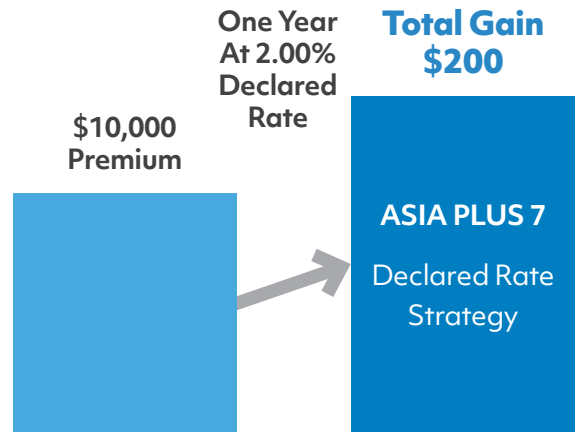 $10,000
Premium
One Year
At 2.00%
Declared
Rate
Total Gain
$200
ASIA PLUS 7
Declared Rate
Strategy